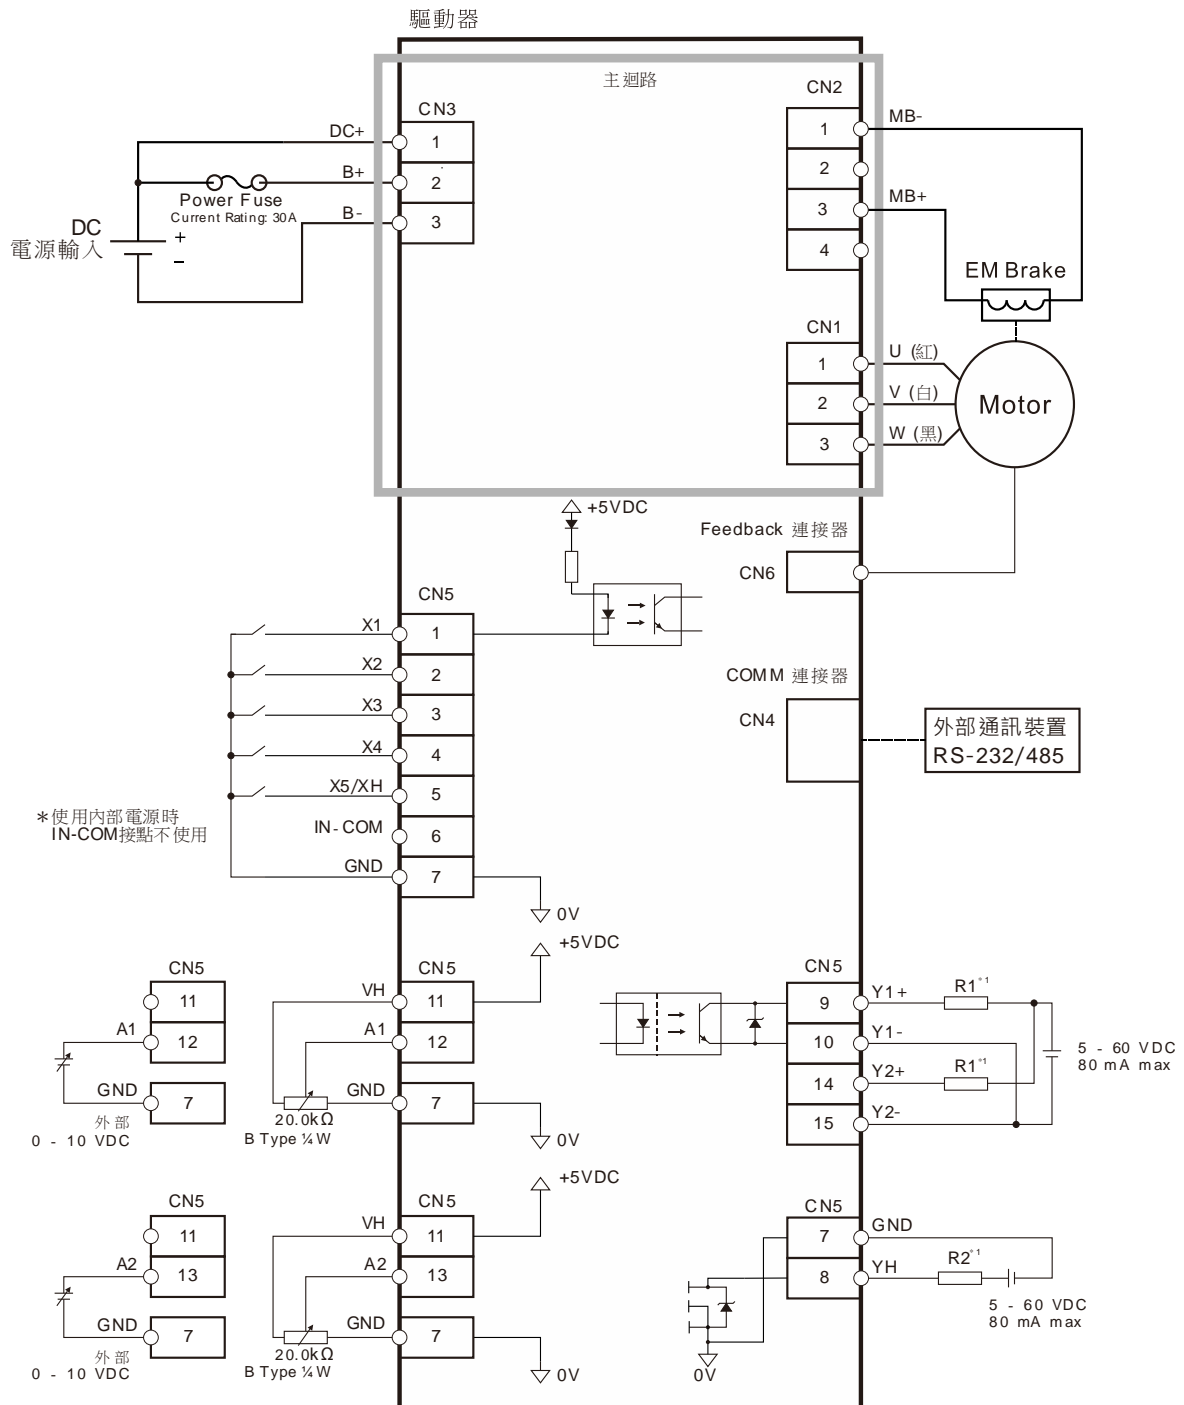 驅動器
主迴路
CN3
DC+
1
B+
2
B-
3
Power Fuse
Current Rating: 30A
DC
電源輸入
+
-
CN2
1
MB-
2
3
MB+
4
EM Brake
CN1
1
U (紅)
2
V (白)
3
W (黑)
Motor
+5VDC
Feedback 連接器
CN6
CN5
X1
1
X2
2
X3
3
X4
4
X5/XH
5
IN-COM
6
GND
7
0V
*使用內部電源時
IN-COM接點不使用
COMM 連接器
CN4
外部通訊裝置
RS-232/485
CN5
11
A1
12
GND
7
外部
0 - 10 VDC
CN5
VH
11
+5VDC
A1
12
GND
7
20.0kΩ
B Type ¼W
0V
CN5
9
Y1+
R1*1
10
Y1-
14
Y2+
R1*1
15
Y2-
5 - 60 VDC
80 mA max
CN5
11
A2
13
GND
7
外部
0 - 10 VDC
CN5
VH
11
+5VDC
A2
13
GND
7
20.0kΩ
B Type ¼W
0V
CN5
7
GND
8
YH
R2*1
5 - 60 VDC
80 mA max
0V